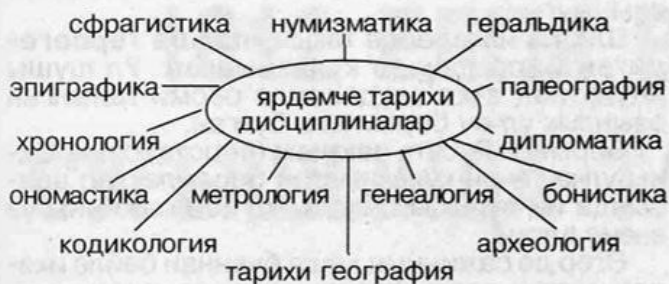 сфрагистика нумизматика геральдика
эпиграфика палеография
ярдәмче тарихи
дисциплиналар
хронология дипломатика
ономастика метрология генеалогия бонистика
кодикология археология
тарихи география